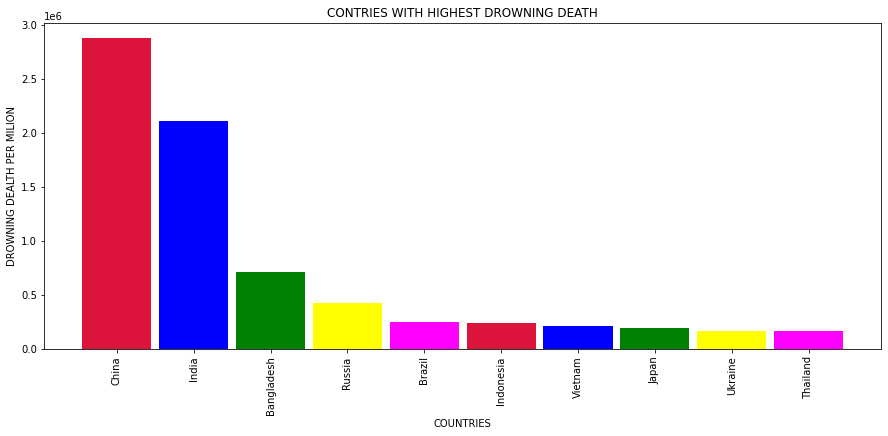 CONTRIES WITH HIGHEST DROWNING DEATH
1e6
3.0
2.5
2.0
1.5
1.0
0.5
0.0
DROWNING DEALTH PER MILION
China
India
Bangladesh
Russia
Brazil
Indonesia
Vietnam
Japan
Ukraine
Thailand
COUNTRIES